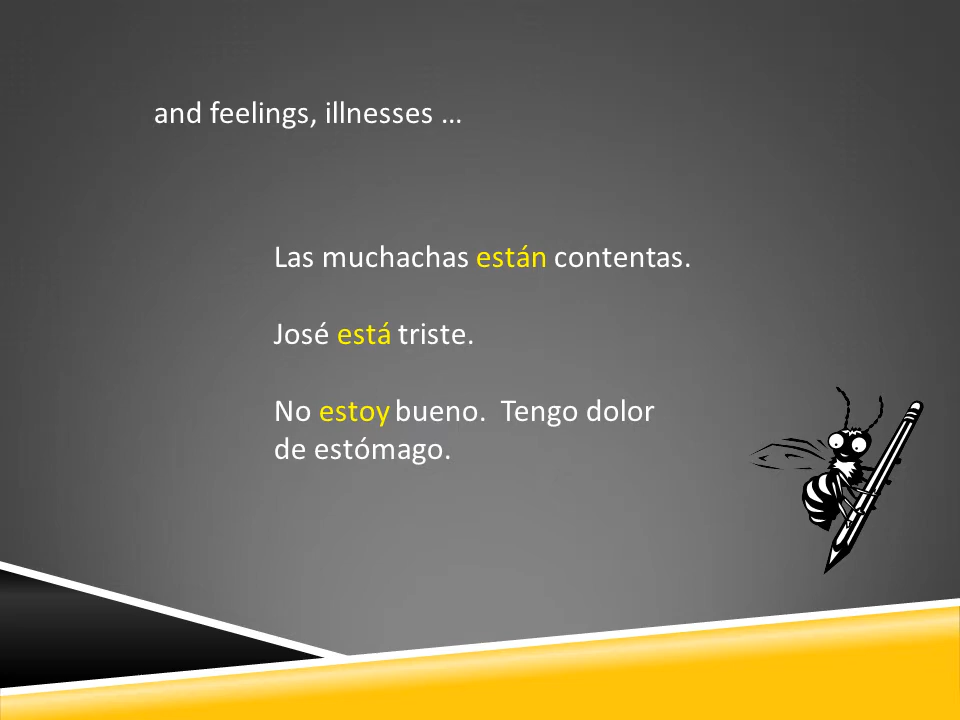 and feelings, illnesses …
Las muchachas están contentas.
José está triste.
No estoy bueno.  Tengo dolor
de estómago.